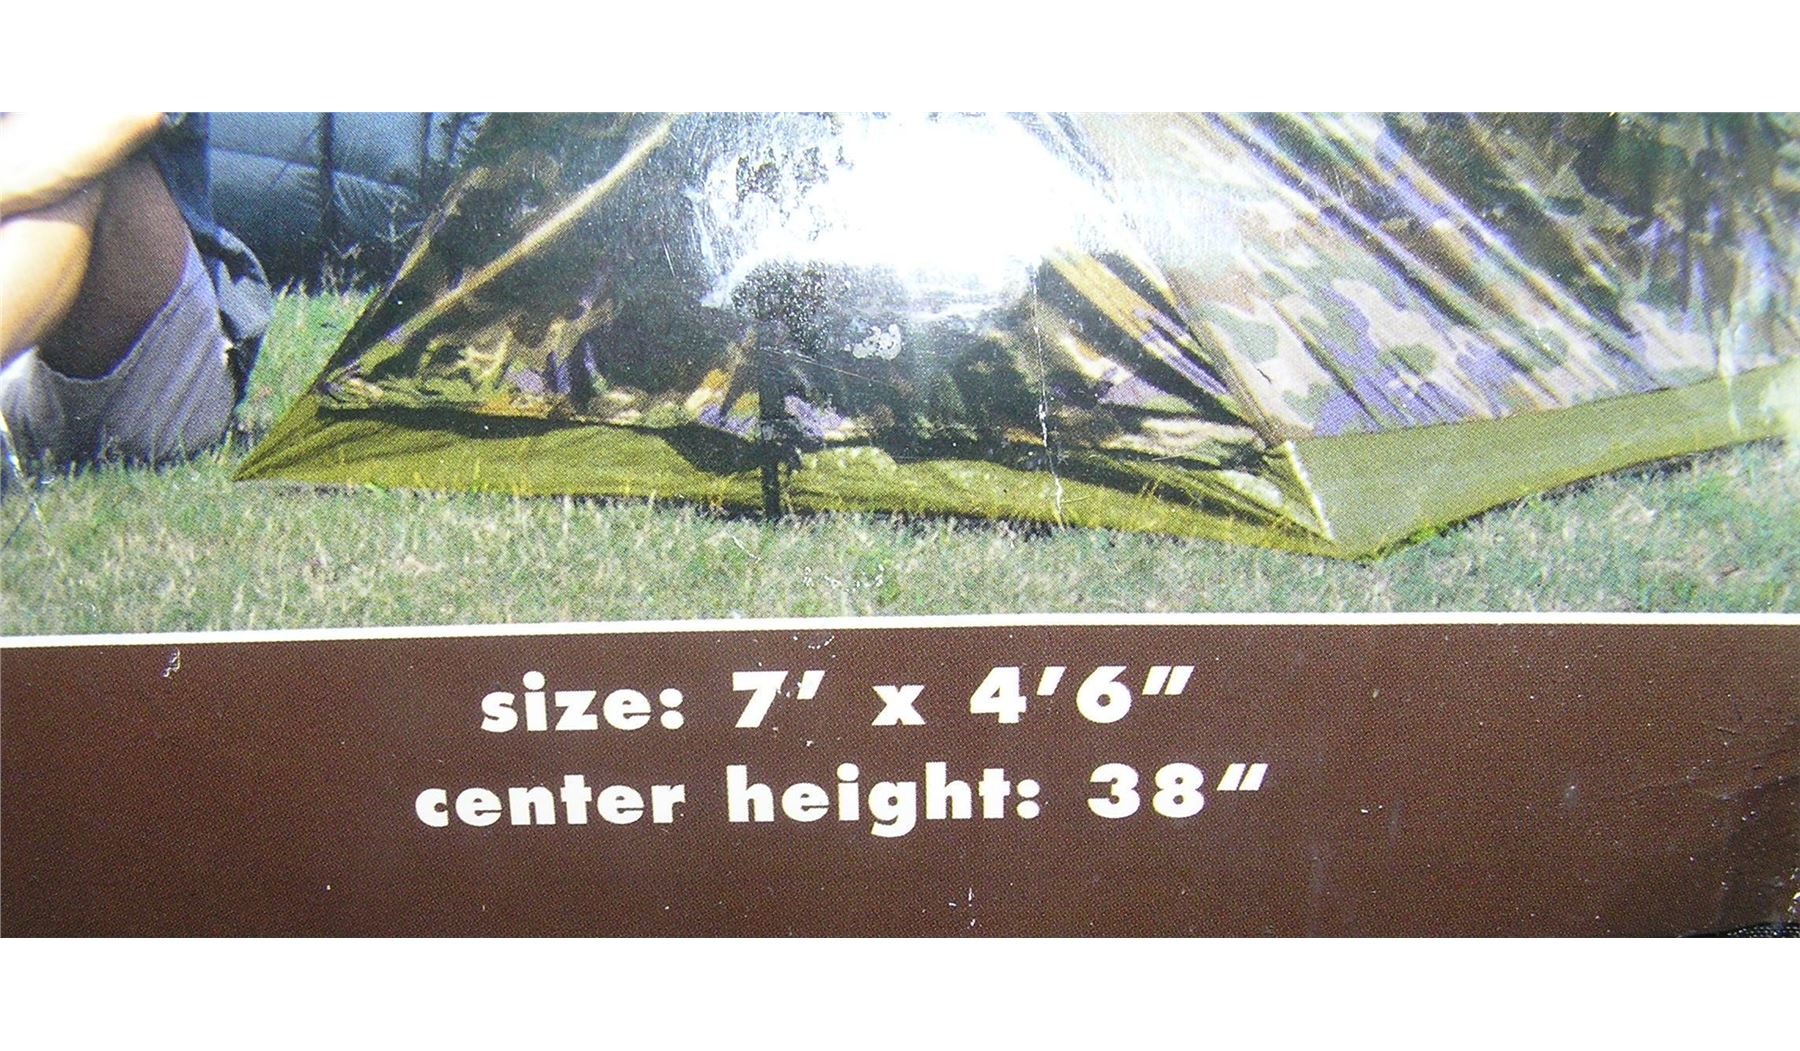 size: 7' x 4'6"
center height: 38"